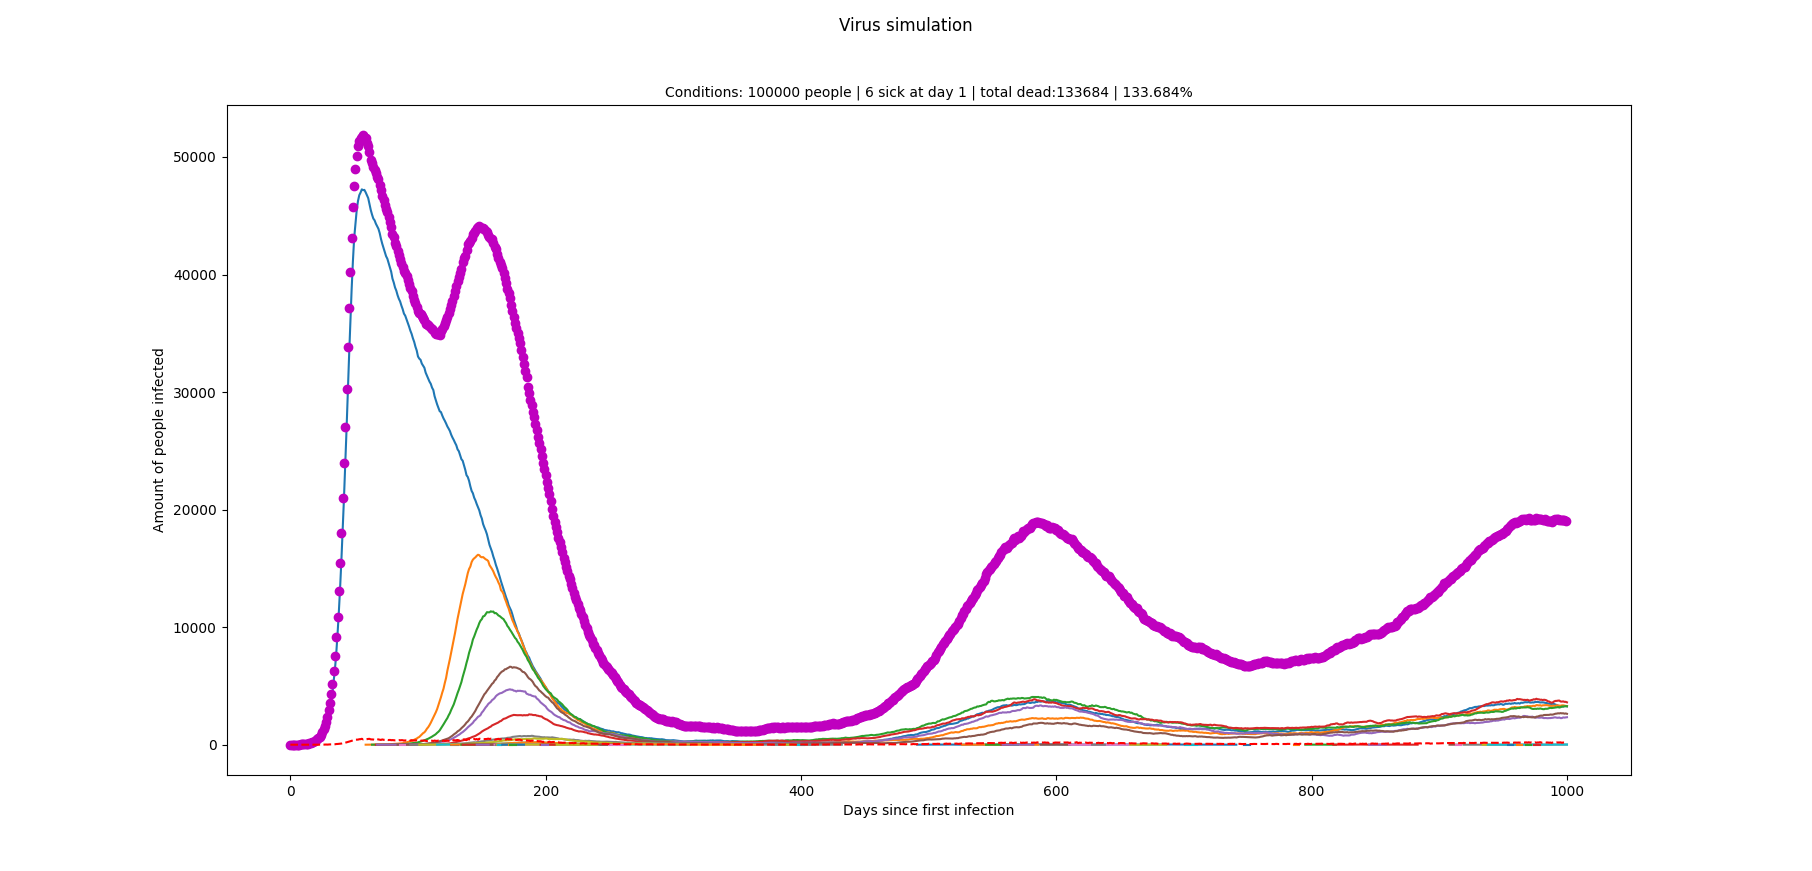 Virus simulation
Conditions: 100000 people | 6 sick at day 1 | total dead:133684 | 133.684%
50000
40000
30000
20000
10000
0
Amount of people infected
0 200 400 600 800 1000
Days since first infection